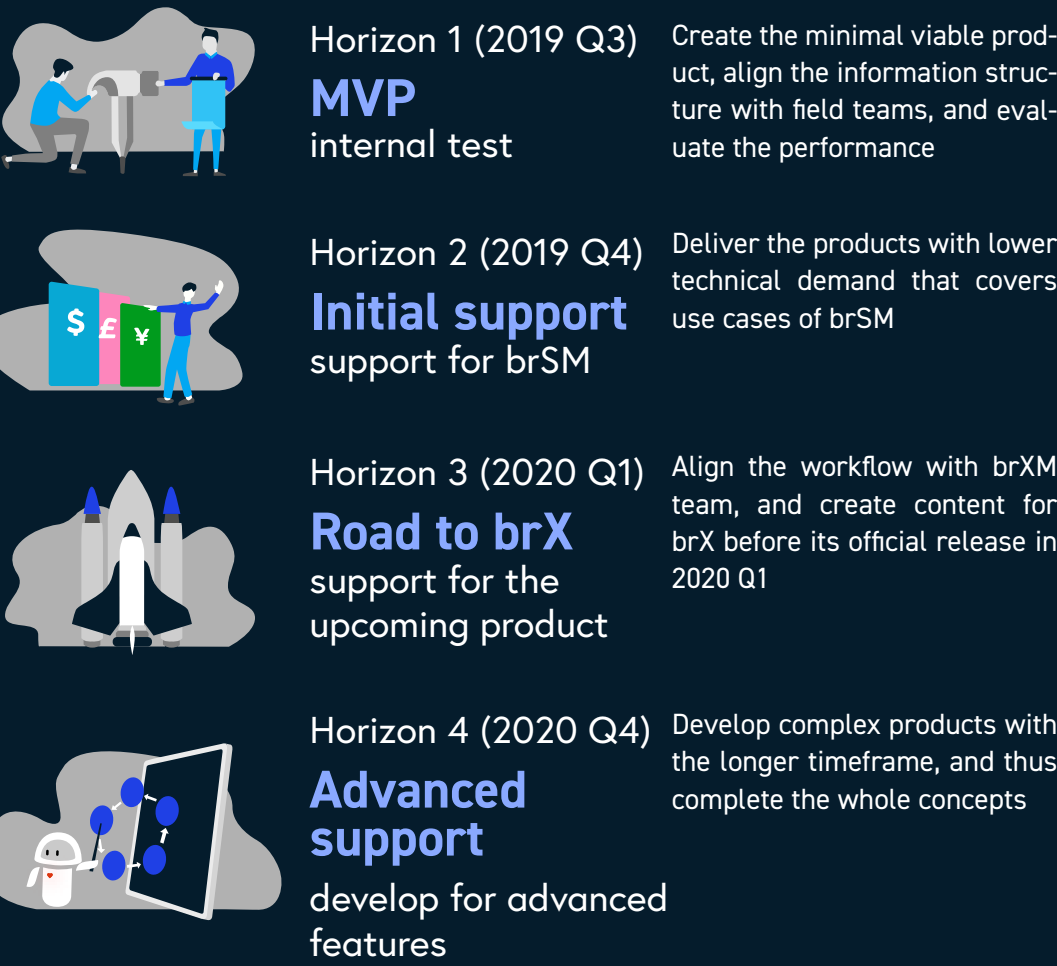 Horizon 1 (2019 Q3)
MVP
internal test
Create the minimal viable prod-
uct, align the information struc-
ture with field teams, and eval-
uate the performance
$
£
¥
Horizon 2 (2019 Q4)
Initial support
support for brSM
Deliver the products with lower
technical demand that covers
use cases of brSM
Horizon 3 (2020 Q1)
Road to brX
support for the
upcoming product
Align the workflow with brXM
team, and create content for
brX before its official release in
2020 Q1
Horizon 4 (2020 Q4)
Advanced
support
develop for advanced
features
Develop complex products with
the longer timeframe, and thus
complete the whole concepts